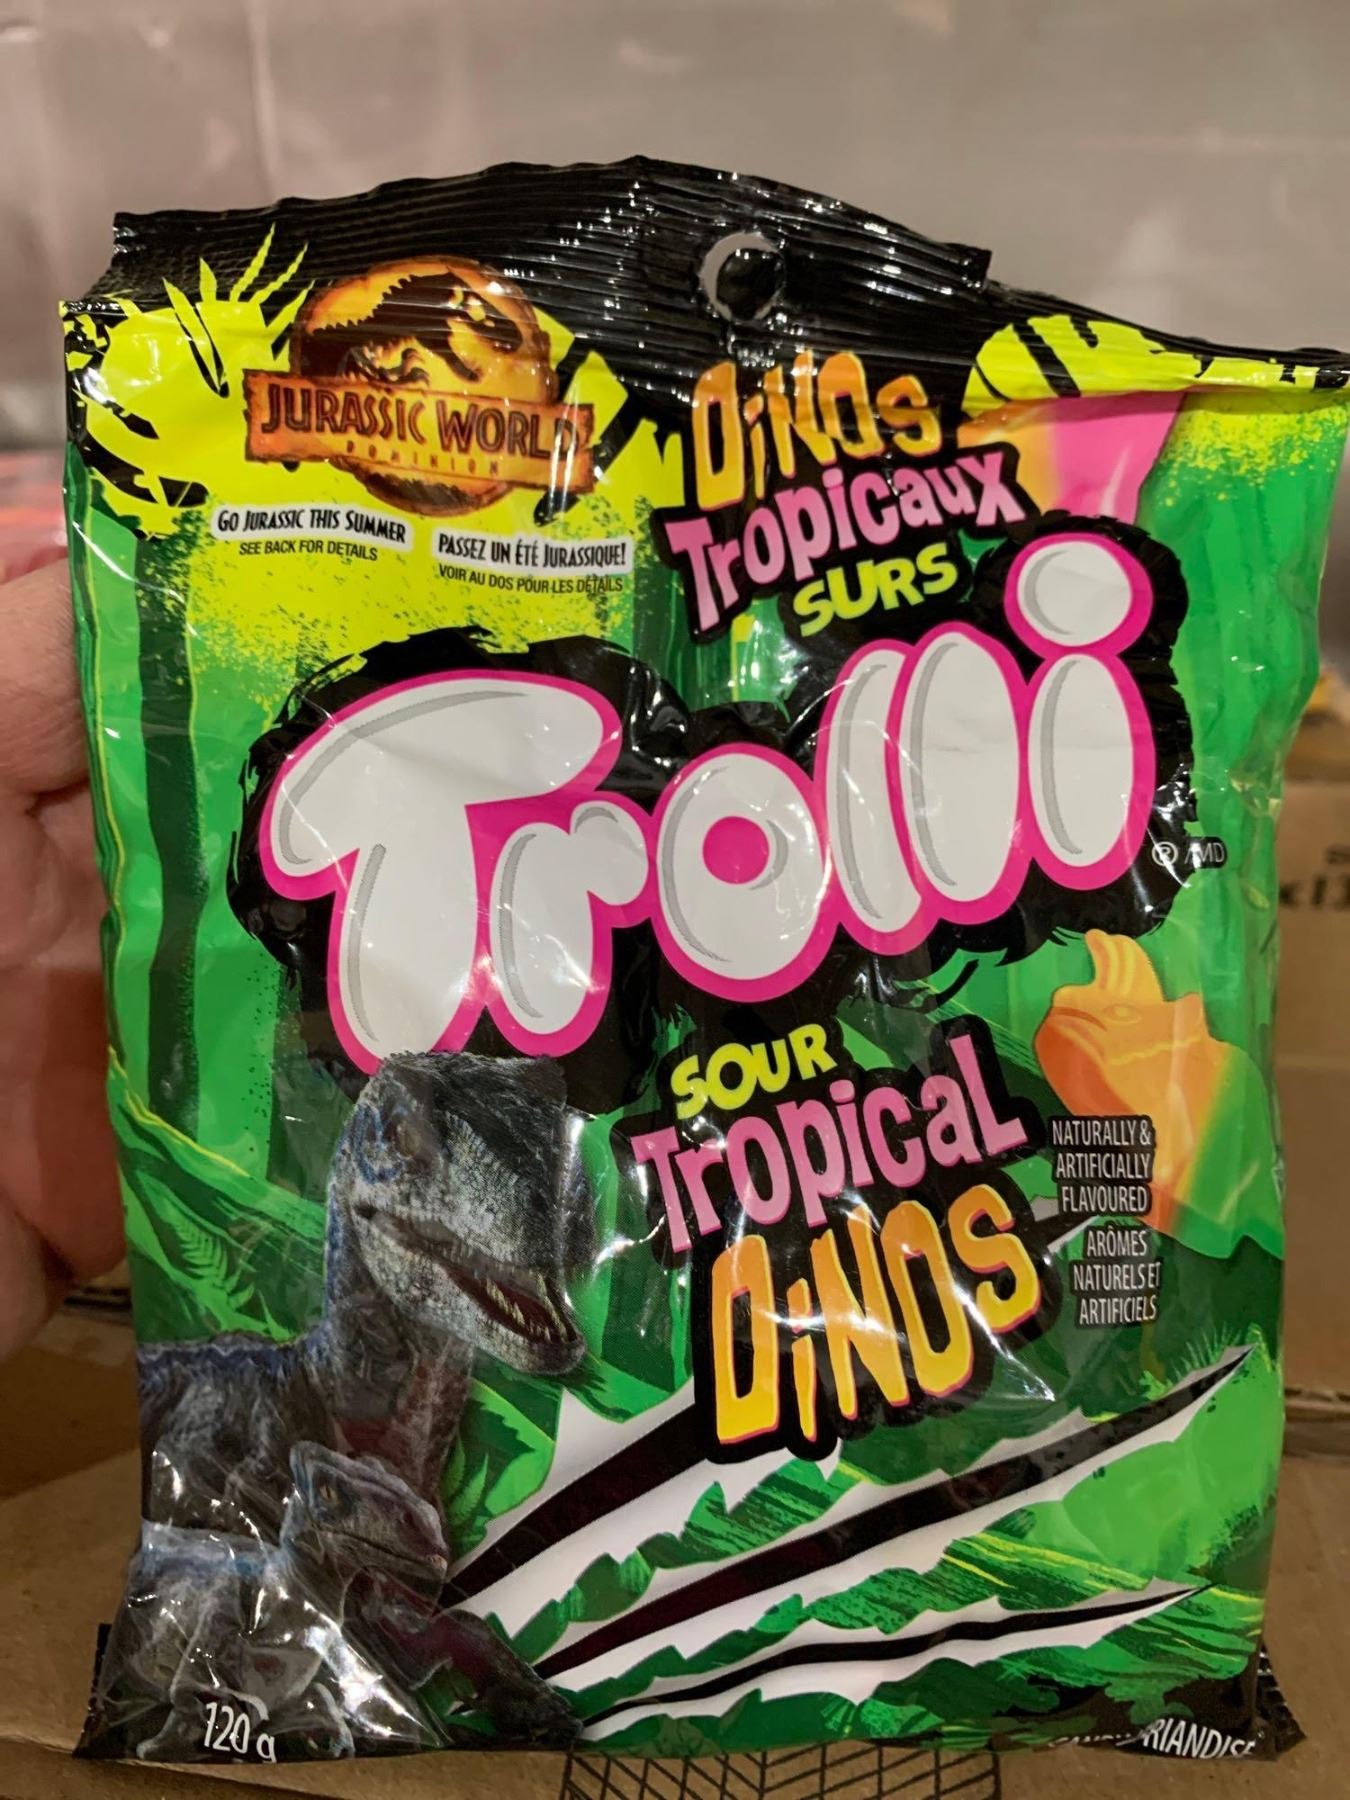 JURASSIC WORLD
DOMINION
GO JURASSIC THIS SUMMER
SEE BACK FOR DETAILS
PASSEZ UN ÉTÉ JURASSIQUE!
VOIR AU DOS POUR LES DÉTAILS
DiNOS
TropicauX
SURS
Trolli
® / MD
SOUR
TropicaL
DiNOS
NATURALLY &
ARTIFICIALLY
FLAVOURED
ARÔMES
NATURELS ET
ARTIFICIELS
120 g